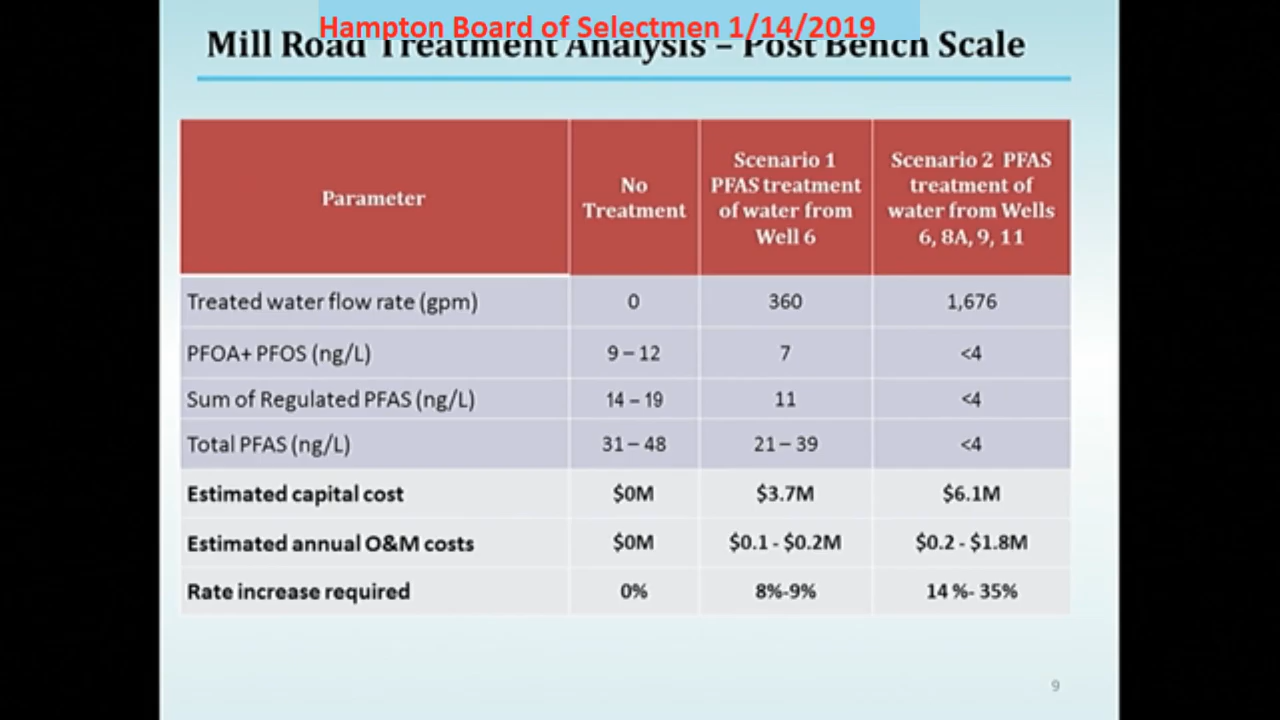 Hampton Board of Selectmen 1/14/2019
Mill Road Treatment Analysis – Post Bench Scale
Parameter
No
Treatment
Scenario 1
PFAS treatment
of water from
Well 6
Scenario 2 PFAS
treatment of
water from Wells
6, 8A, 9, 11
Treated water flow rate (gpm) 0 360 1,676
PFOA+ PFOS (ng/L) 9 – 12 7 <4
Sum of Regulated PFAS (ng/L) 14 – 19 11 <4
Total PFAS (ng/L) 31 – 48 21 – 39 <4
Estimated capital cost $0M $3.7M $6.1M
Estimated annual O&M costs $0M $0.1 - $0.2M $0.2 - $1.8M
Rate increase required 0% 8%-9% 14 %- 35%
9